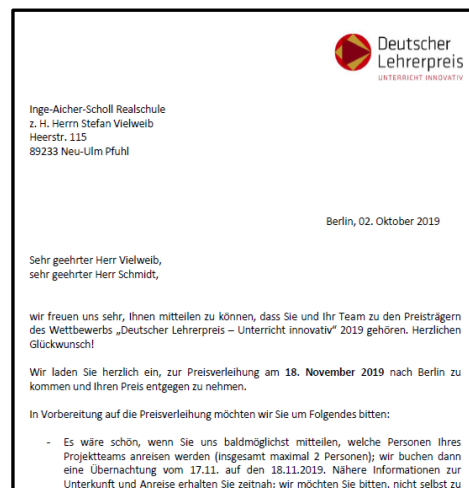 Deutscher
Lehrerpreis
UNTERRICHT INNOVATIV
Inge-Aicher-Scholl Realschule
z. H. Herrn Stefan Vielweib
Heerstr. 115
89233 Neu-Ulm Pfuhl
Berlin, 02. Oktober 2019
Sehr geehrter Herr Vielweib,
sehr geehrter Herr Schmidt,
wir freuen uns sehr, Ihnen mitteilen zu können, dass Sie und Ihr Team zu den Preisträgern
des Wettbewerbs „Deutscher Lehrerpreis – Unterricht innovativ“ 2019 gehören. Herzlichen
Glückwunsch!
Wir laden Sie herzlich ein, zur Preisverleihung am 18. November 2019 nach Berlin zu
kommen und Ihren Preis entgegen zu nehmen.
In Vorbereitung auf die Preisverleihung möchten wir Sie um Folgendes bitten:
- Es wäre schön, wenn Sie uns baldmöglichst mitteilen, welche Personen Ihres
Projektteams anreisen werden (insgesamt maximal 2 Personen); wir buchen dann
eine Übernachtung vom 17.11. auf den 18.11.2019. Nähere Informationen zur
Unterkunft und Anreise erhalten Sie zeitnah; wir möchten Sie bitten, nicht selbst zu